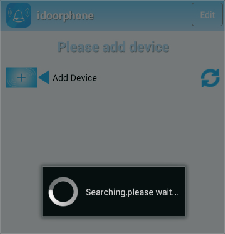 idoorphone
Edit
Please add device
Add Device
Searching,please wait...